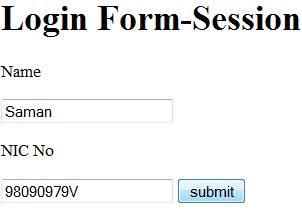 Login Form-Session
Name
Saman
NIC No
98090979V submit